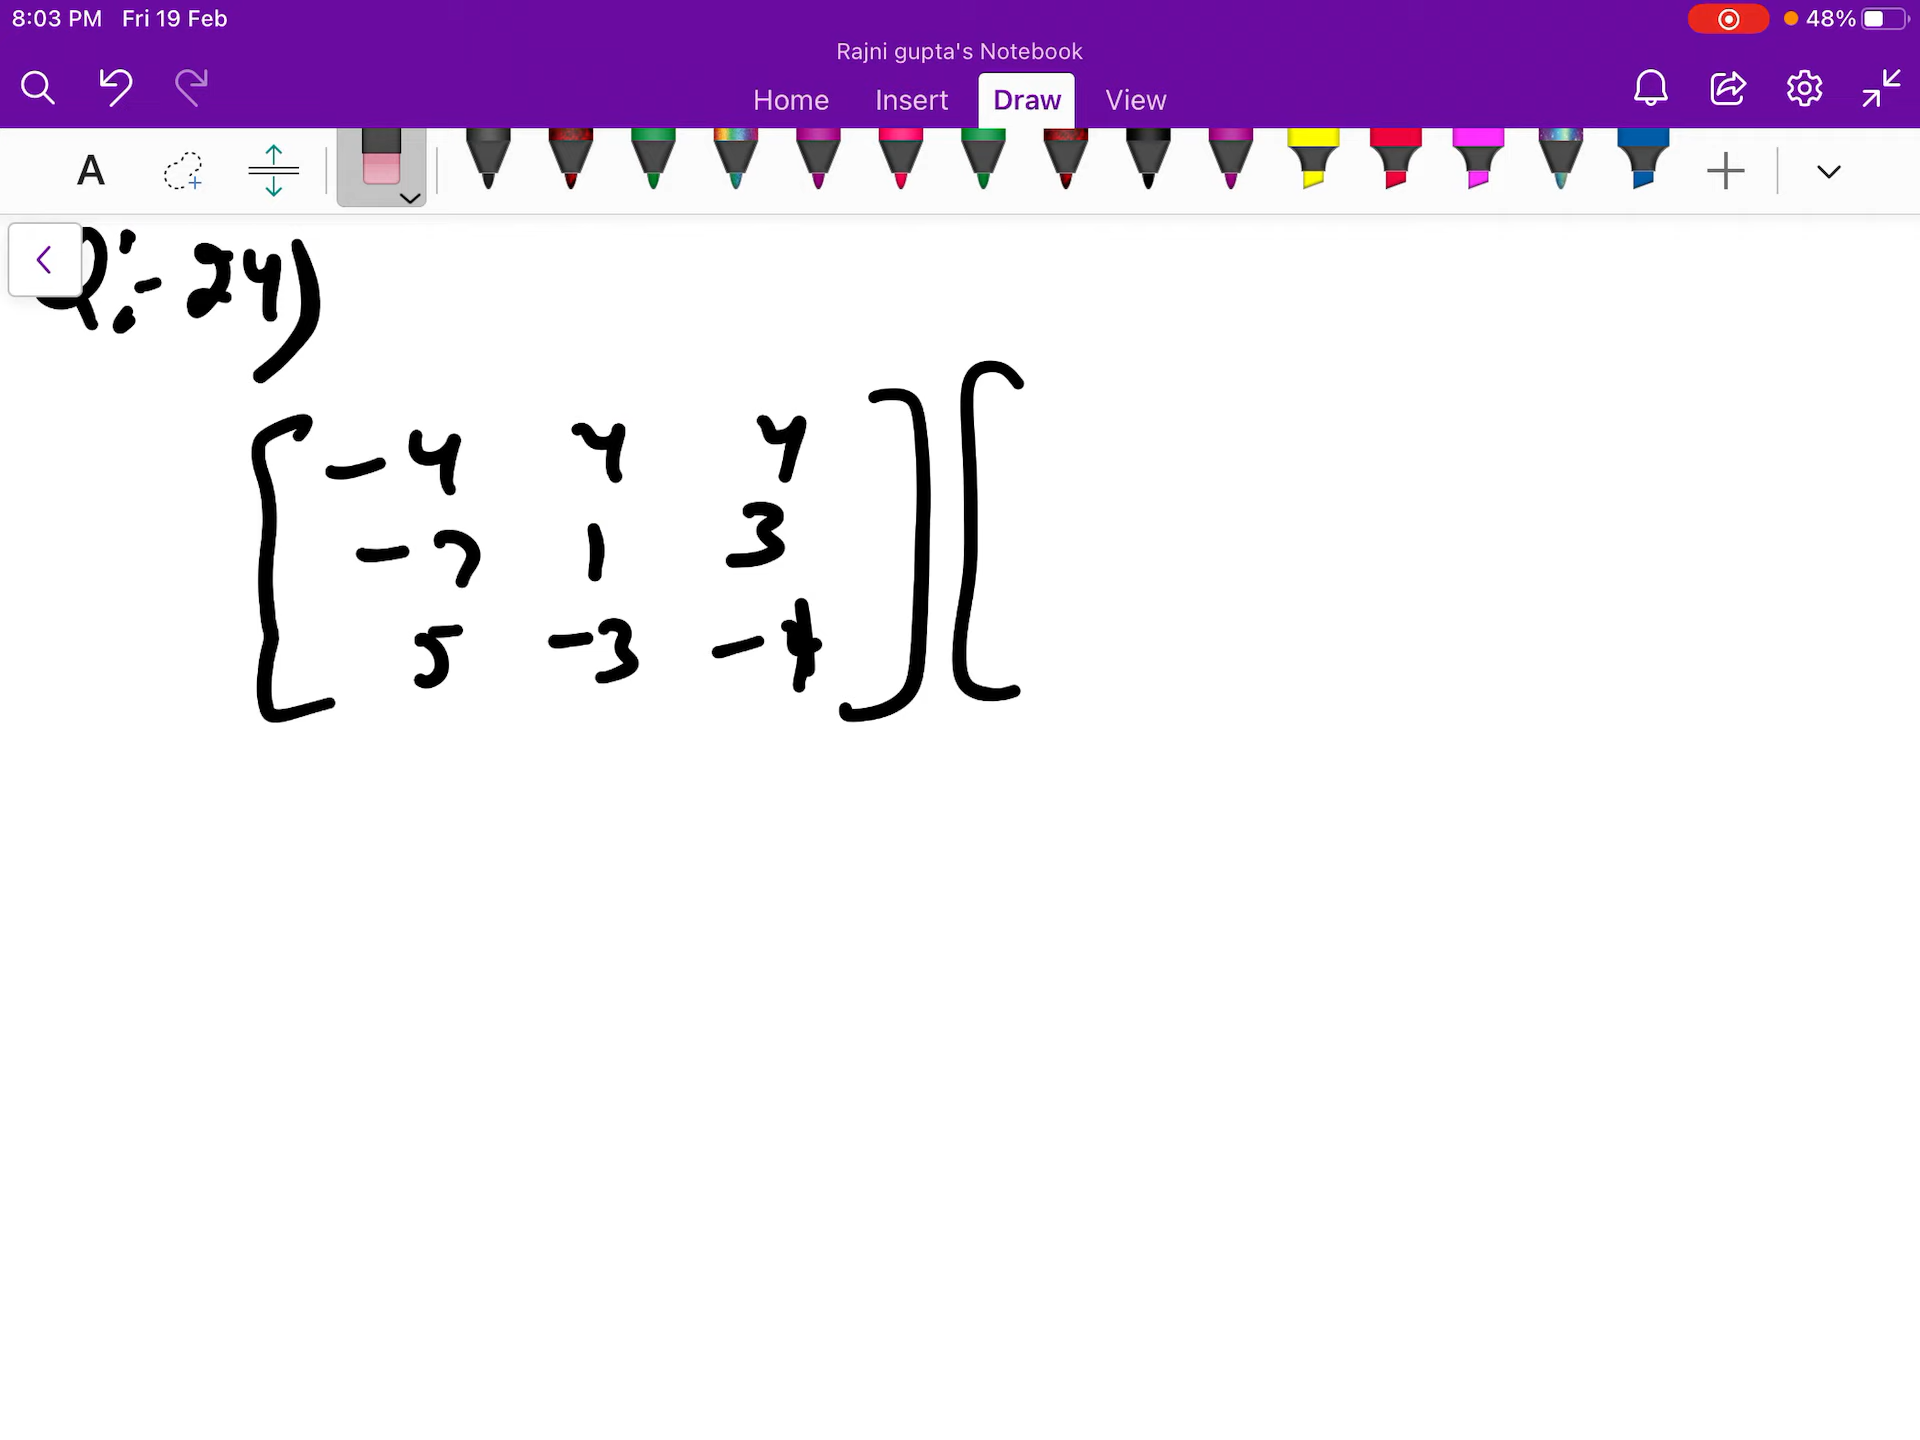 8:03 PM Fri 19 Feb 48%
Rajni gupta's Notebook
Home Insert Draw View
A
Q:- 24)
[ -4 4 4 ] [
-7 1 3
5 -3 -